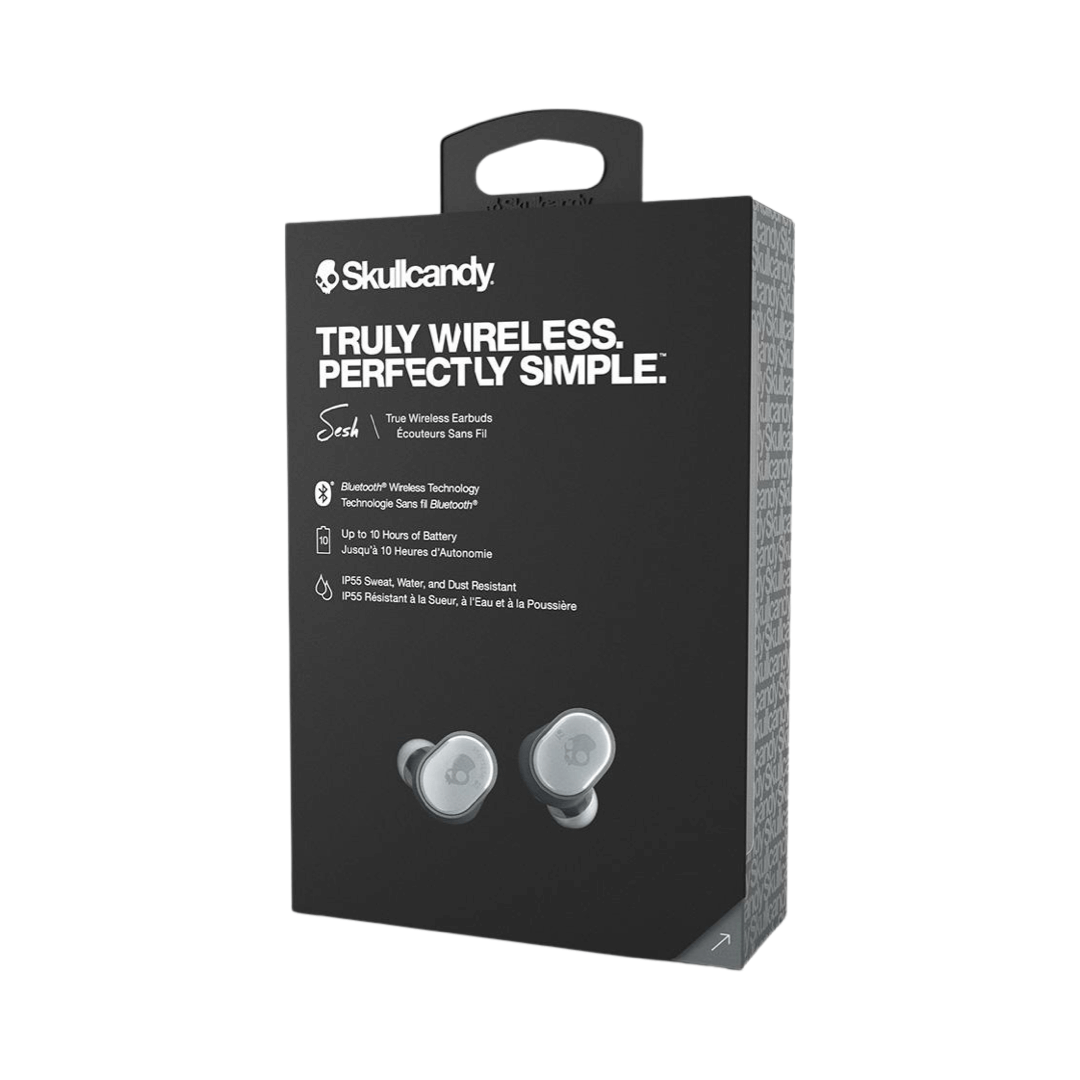 Skullcandy
Skullcandy.
TRULY WIRELESS.
PERFECTLY SIMPLE.™
Sesh \ True Wireless Earbuds
Écouteurs Sans Fil
Bluetooth® Wireless Technology
Technologie Sans fil Bluetooth®
10
Up to 10 Hours of Battery
Jusqu'à 10 Heures d'Autonomie
IP55 Sweat, Water, and Dust Resistant
IP55 Résistant à la Sueur, à l'Eau et à la Poussière